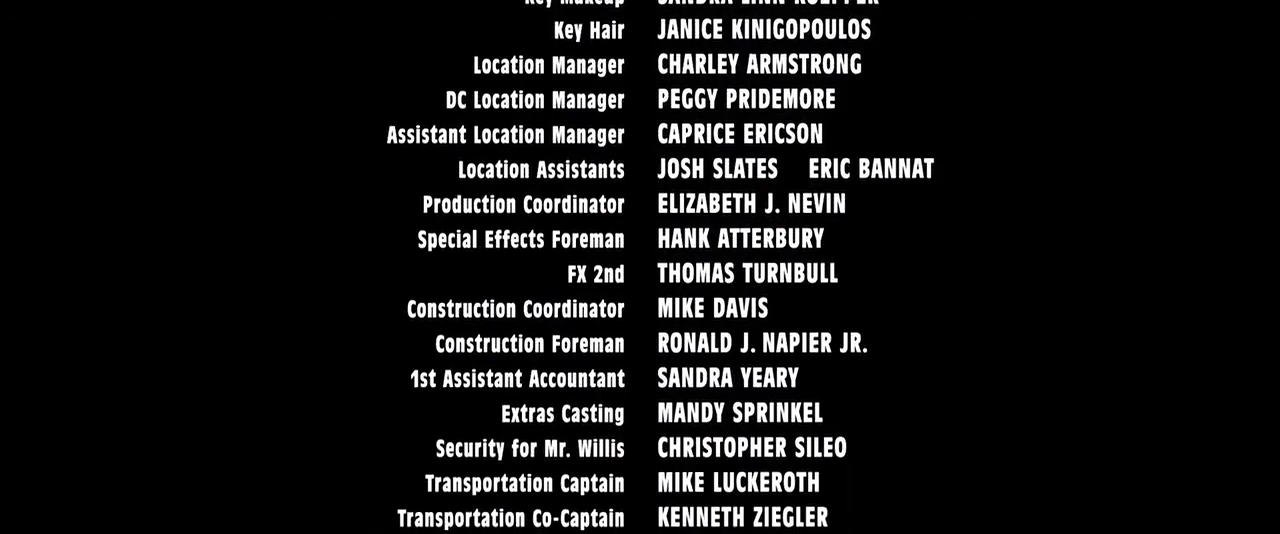 Key Hair JANICE KINIGOPOULOS
Location Manager CHARLEY ARMSTRONG
DC Location Manager PEGGY PRIDEMORE
Assistant Location Manager CAPRICE ERICSON
Location Assistants JOSH SLATES ERIC BANNAT
Production Coordinator ELIZABETH J. NEVIN
Special Effects Foreman HANK ATTERBURY
FX 2nd THOMAS TURNBULL
Construction Coordinator MIKE DAVIS
Construction Foreman RONALD J. NAPIER JR.
1st Assistant Accountant SANDRA YEARY
Extras Casting MANDY SPRINKEL
Security for Mr. Willis CHRISTOPHER SILEO
Transportation Captain MIKE LUCKEROTH
Transportation Co-Captain KENNETH ZIEGLER